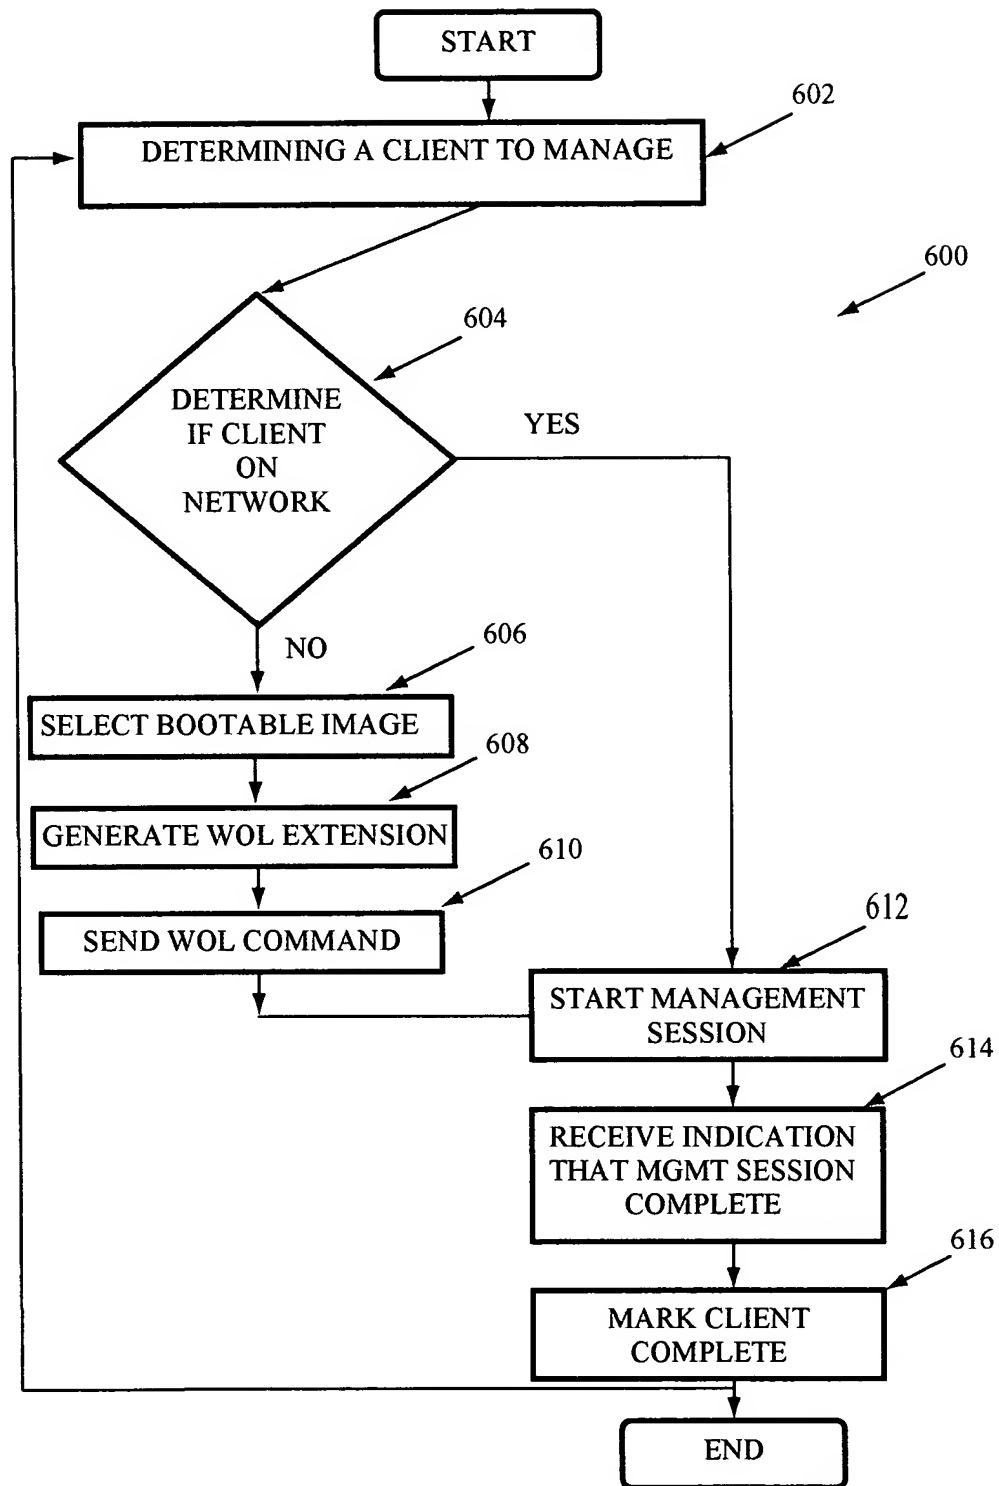 START
602
DETERMINING A CLIENT TO MANAGE
600
604
DETERMINE
IF CLIENT
ON
NETWORK
YES
NO
606
SELECT BOOTABLE IMAGE
608
GENERATE WOL EXTENSION
610
SEND WOL COMMAND
612
START MANAGEMENT
SESSION
614
RECEIVE INDICATION
THAT MGMT SESSION
COMPLETE
616
MARK CLIENT
COMPLETE
END